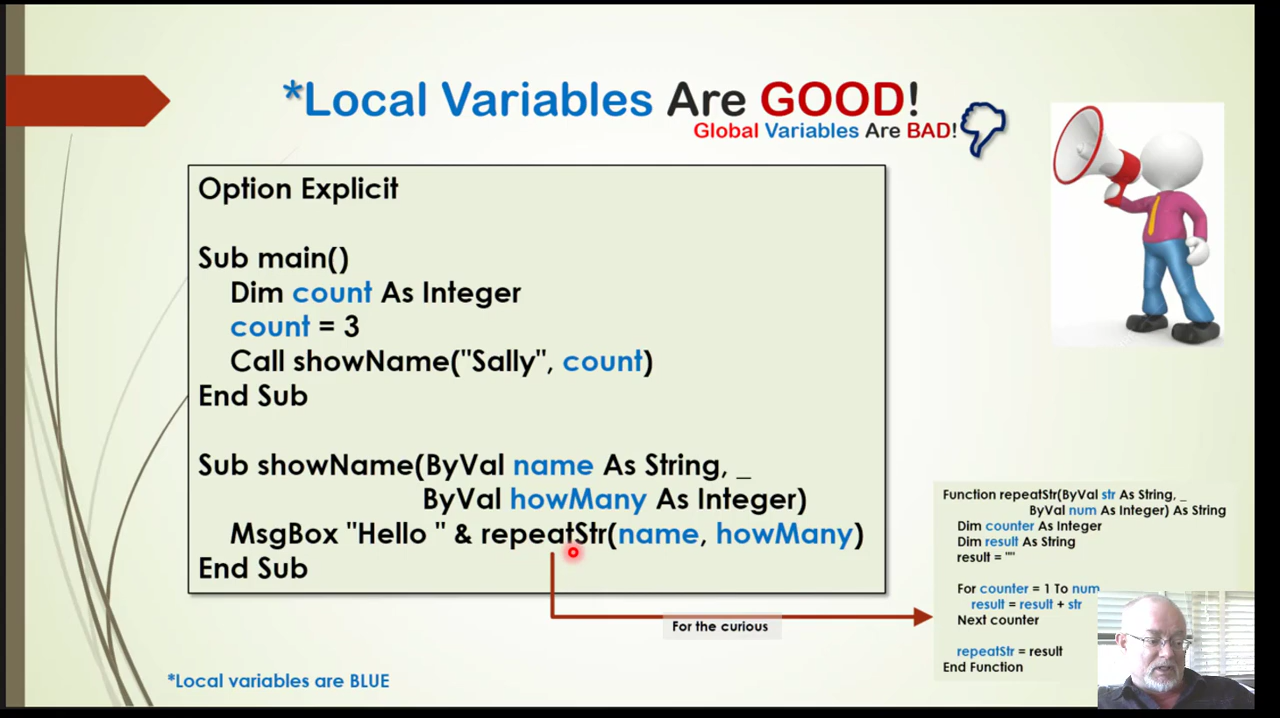 *Local Variables Are GOOD!
Global Variables Are BAD!
Option Explicit
Sub main()
Dim count As Integer
count = 3
Call showName("Sally", count)
End Sub
Sub showName(ByVal name As String, _
ByVal howMany As Integer)
MsgBox "Hello " & repeatStr(name, howMany)
End Sub
For the curious
Function repeatStr(ByVal str As String, _
ByVal num As Integer) As String
Dim counter As Integer
Dim result As String
result = ""
For counter = 1 To num
result = result + str
Next counter
repeatStr = result
End Function
*Local variables are BLUE